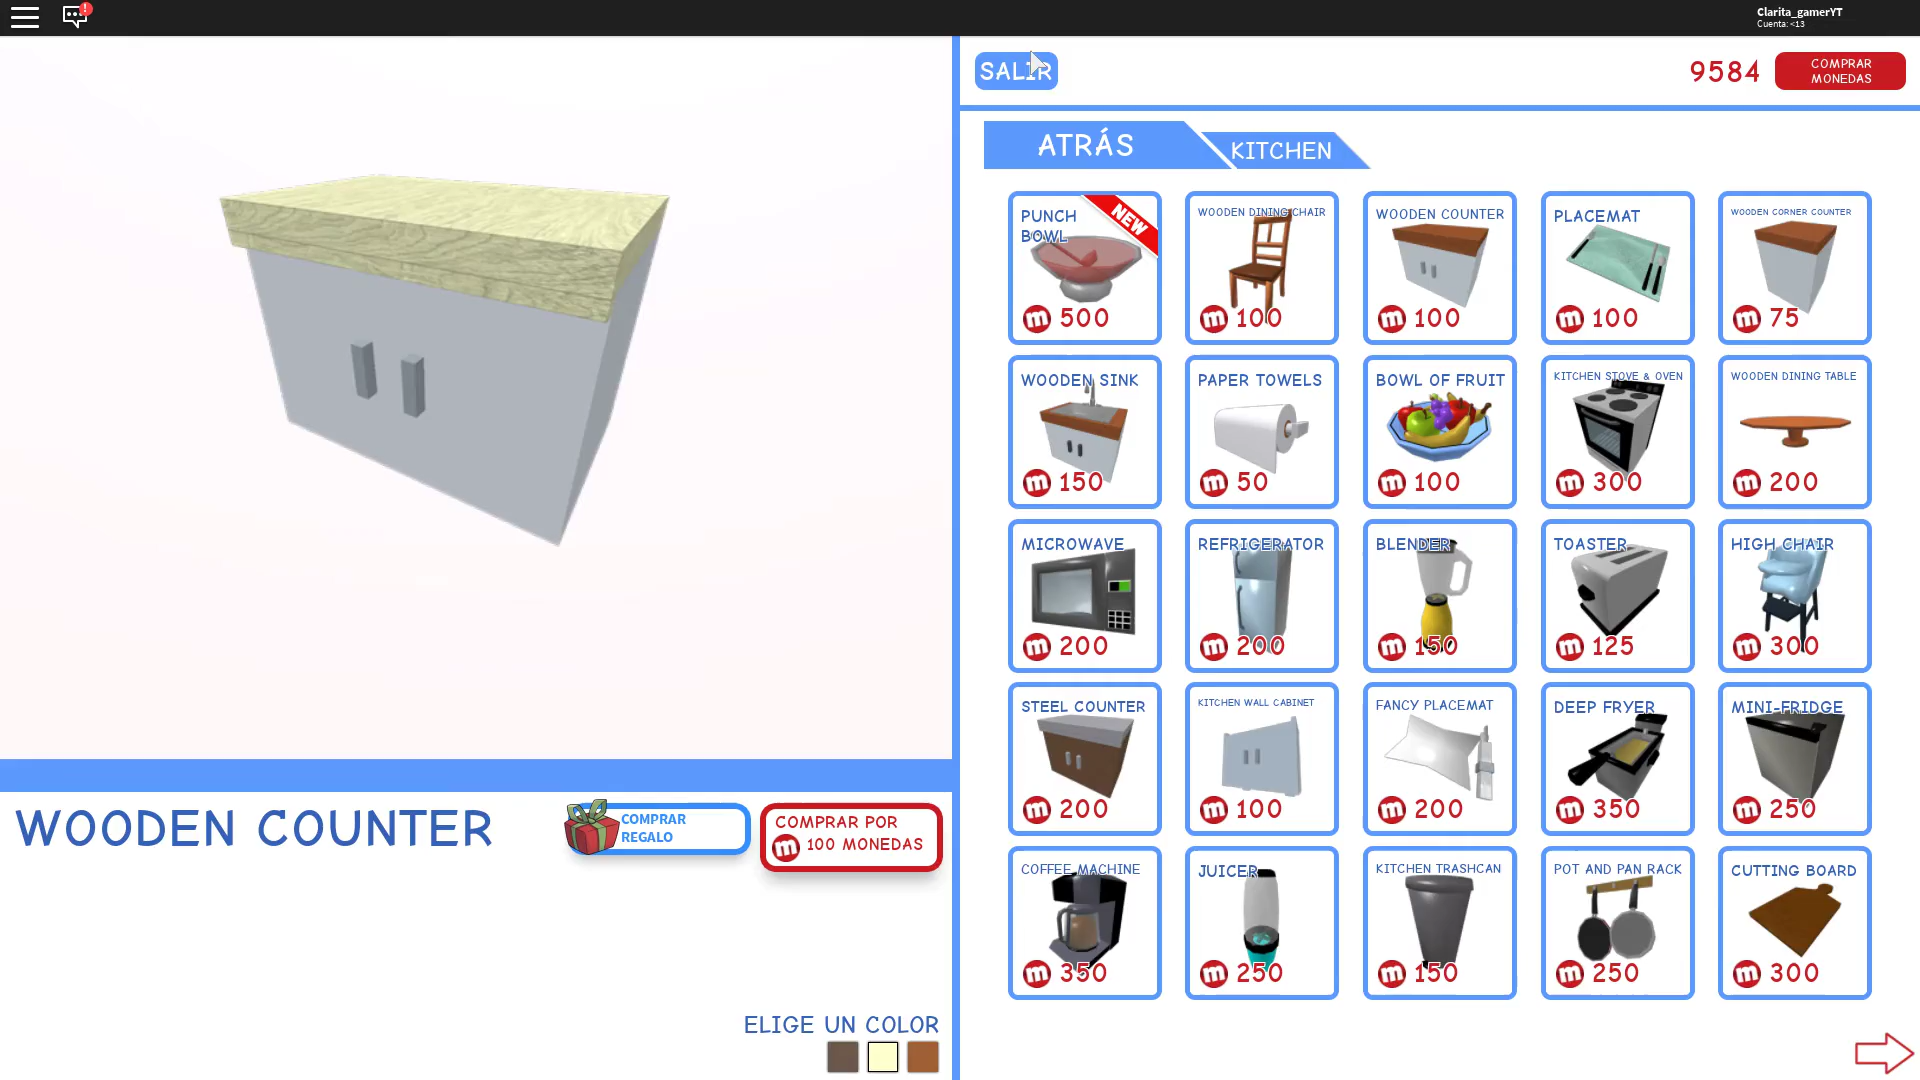 Clarita_gamerYT
Cuenta: <13
SALIR
9584
COMPRAR
MONEDAS
ATRÁS
KITCHEN
PUNCH
BOWL
NEW
500
WOODEN DINING CHAIR
100
WOODEN COUNTER
100
PLACEMAT
100
WOODEN CORNER COUNTER
75
WOODEN SINK
150
PAPER TOWELS
50
BOWL OF FRUIT
100
KITCHEN STOVE & OVEN
300
WOODEN DINING TABLE
200
MICROWAVE
200
REFRIGERATOR
200
BLENDER
150
TOASTER
125
HIGH CHAIR
300
STEEL COUNTER
200
KITCHEN WALL CABINET
100
FANCY PLACEMAT
200
DEEP FRYER
350
MINI-FRIDGE
250
COFFEE MACHINE
350
JUICER
250
KITCHEN TRASHCAN
150
POT AND PAN RACK
250
CUTTING BOARD
300
WOODEN COUNTER
COMPRAR
REGALO
COMPRAR POR
100 MONEDAS
ELIGE UN COLOR